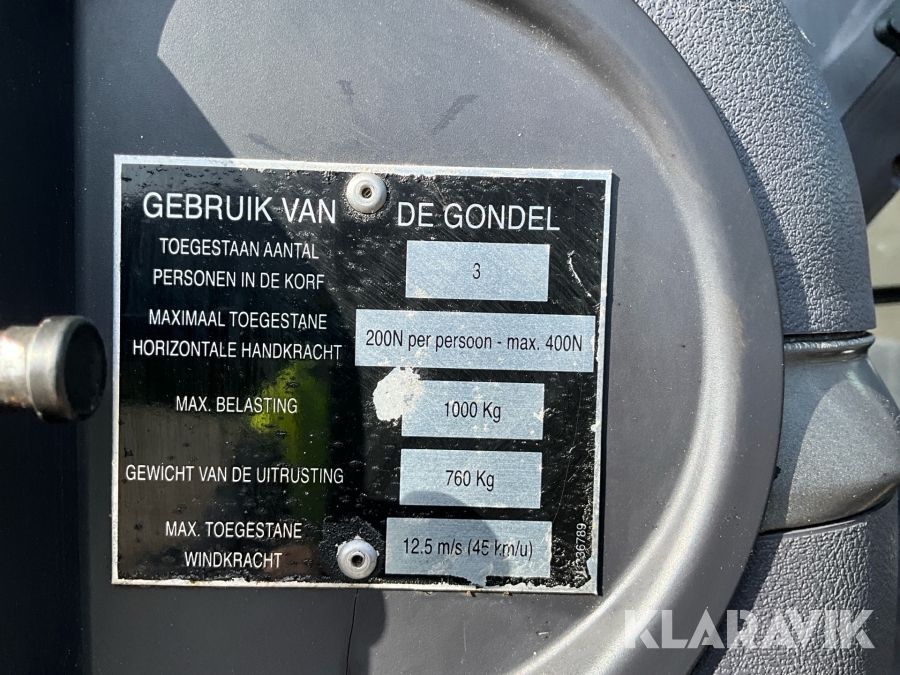 GEBRUIK VAN DE GONDEL
TOEGESTAAN AANTAL
PERSONEN IN DE KORF
3
MAXIMAAL TOEGESTANE
HORIZONTALE HANDKRACHT
200N per persoon - max. 400N
MAX. BELASTING
1000 Kg
GEWICHT VAN DE UITRUSTING
760 Kg
MAX. TOEGESTANE
WINDKRACHT
12.5 m/s (45 km/u)
KLARAVIK